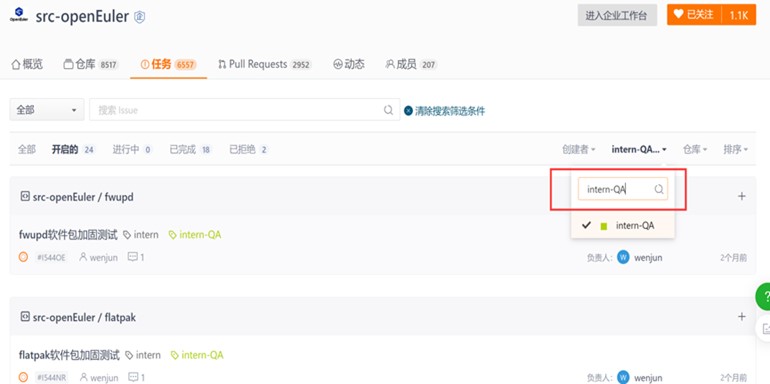 src-openEuler
进入企业工作台
已关注 1.1K
概览 仓库 8517 任务 6557 Pull Requests 2952 动态 成员 207
全部 搜索 Issue 清除搜索筛选条件
全部 开启的 24 进行中 0 已完成 18 已拒绝 2 创建者 intern-QA... 仓库 排序
intern-QA
intern-QA
src-openEuler / fwupd
fwupd软件包加固测试 intern intern-QA
#I544OE wenjun 1 负责人: wenjun 2个月前
src-openEuler / flatpak
flatpak软件包加固测试 intern intern-QA
#I544NR wenjun 1 负责人: wenjun 2个月前